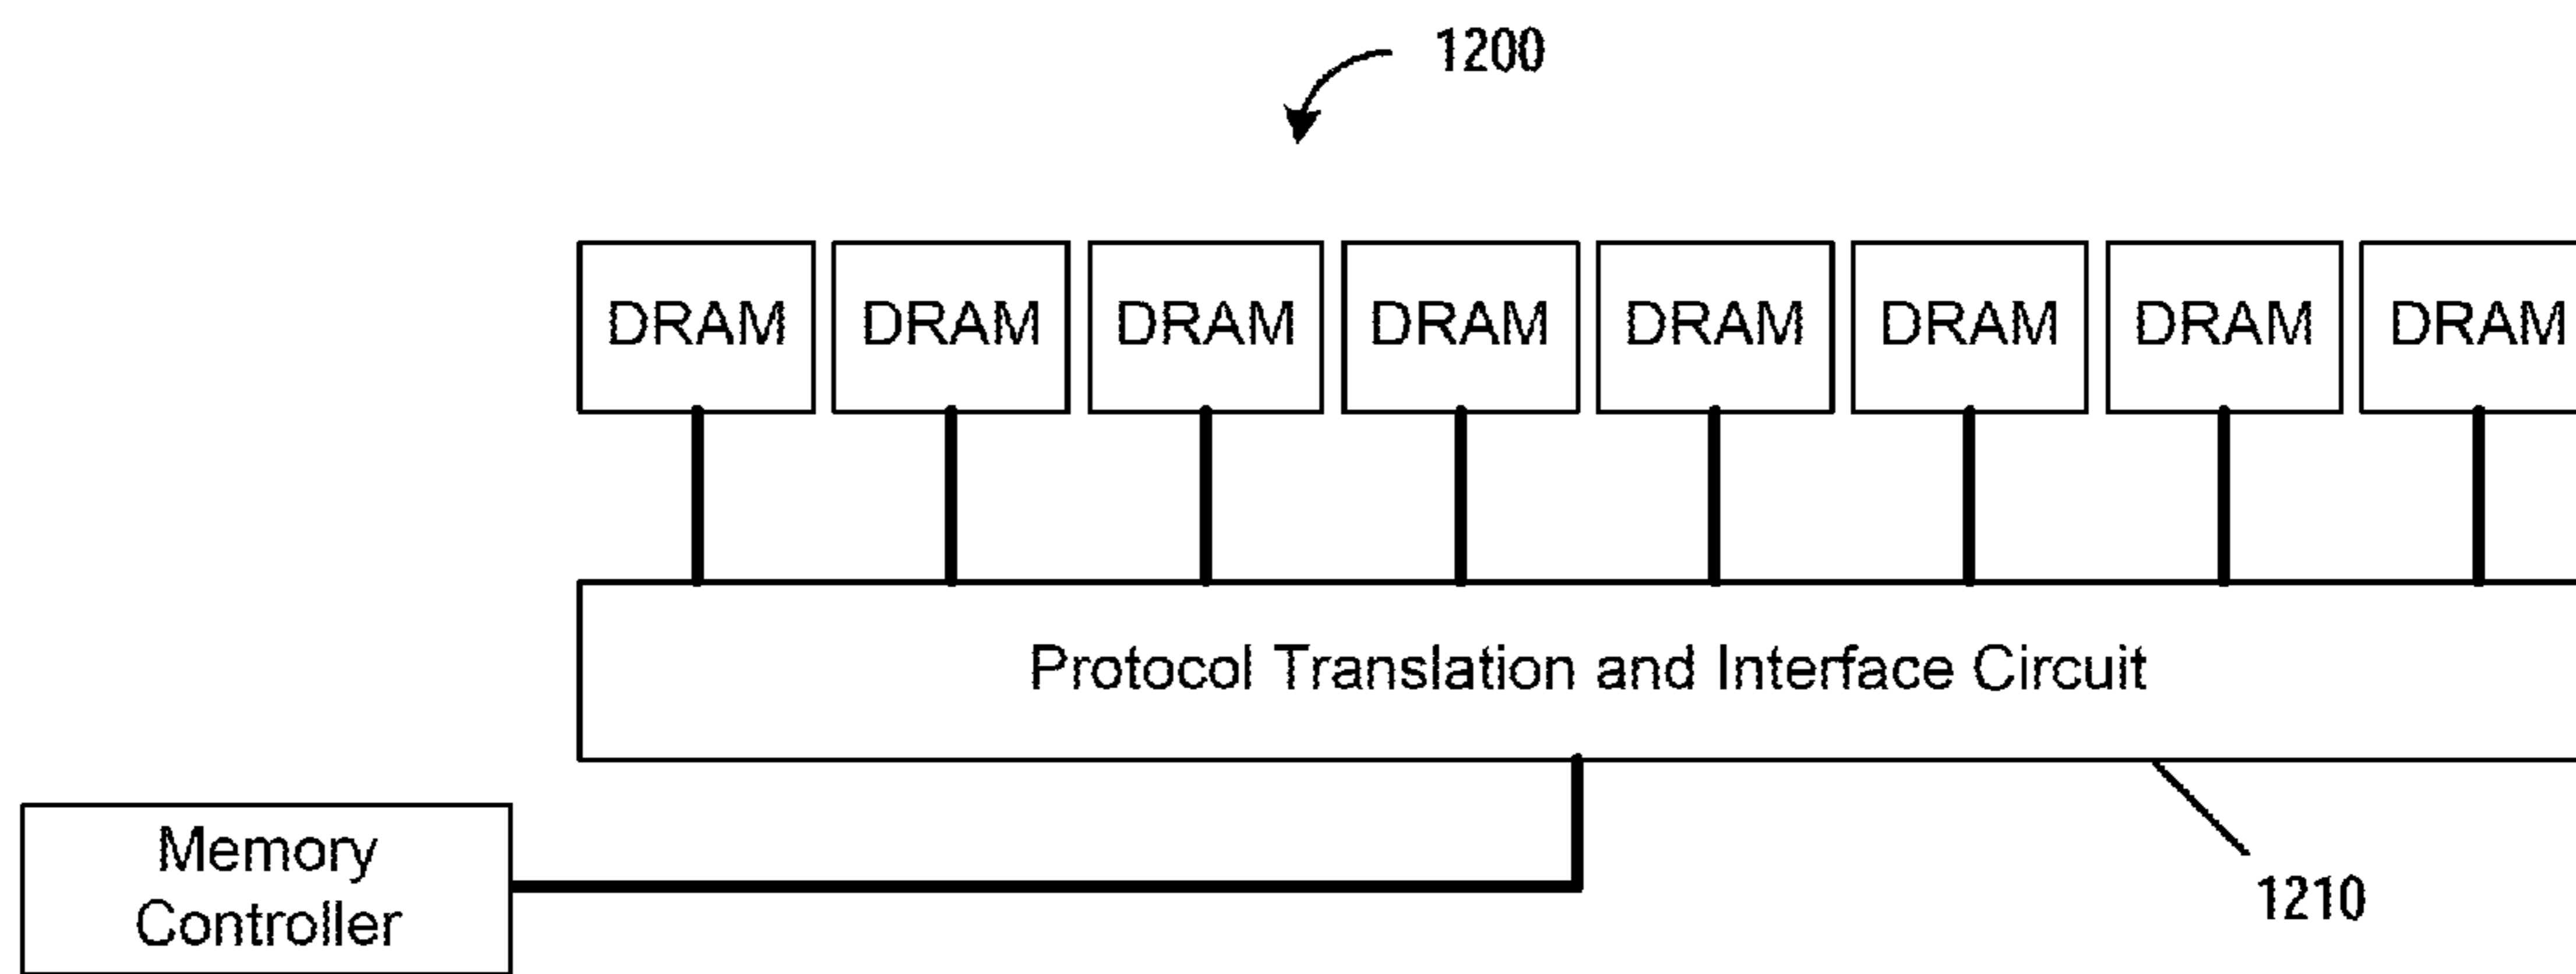 1200
DRAM DRAM DRAM DRAM DRAM DRAM DRAM DRAM
Protocol Translation and Interface Circuit
Memory
Controller
1210